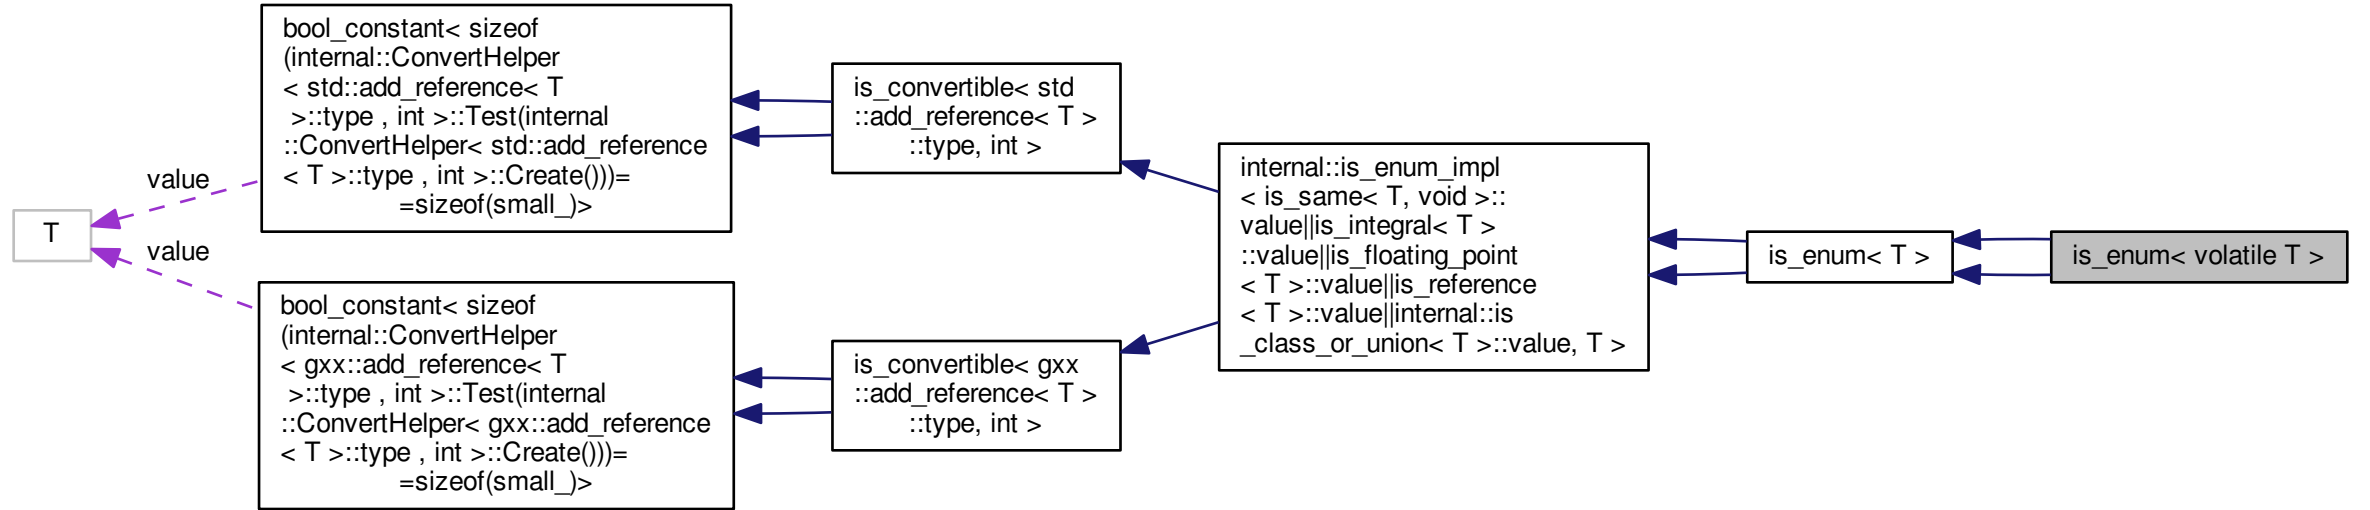 bool_constant< sizeof
(internal::ConvertHelper
< std::add_reference< T
>::type , int >::Test(internal
::ConvertHelper< std::add_reference
< T >::type , int >::Create()))=
=sizeof(small_)>
value
T
value
bool_constant< sizeof
(internal::ConvertHelper
< gxx::add_reference< T
>::type , int >::Test(internal
::ConvertHelper< gxx::add_reference
< T >::type , int >::Create()))=
=sizeof(small_)>
is_convertible< std
::add_reference< T >
::type, int >
is_convertible< gxx
::add_reference< T >
::type, int >
internal::is_enum_impl
< is_same< T, void >::
value||is_integral< T >
::value||is_floating_point
< T >::value||is_reference
< T >::value||internal::is
_class_or_union< T >::value, T >
is_enum< T >
is_enum< volatile T >